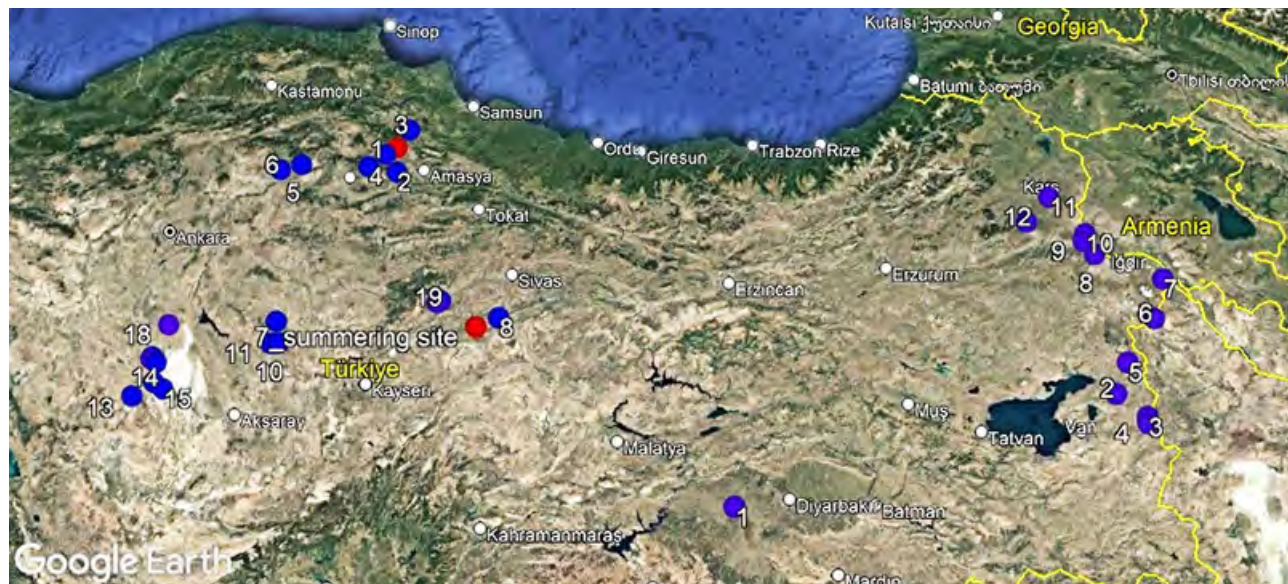 Sinop
Kutaisi ქუთაისი
Georgia
Kastamonu
Batumi ბათუმი
Tbilisi თბილისი
Samsun
3
1
Ordu
Giresun
Trabzon
Rize
6
5
4
2
Amasya
Kars
11
12
Tokat
Armenia
Ankara
9
10
Iğdır
8
Erzurum
Sivas
Erzincan
7
19
6
18
7_summering site
8
11
10
Türkiye
Kayseri
5
14
15
13
Aksaray
2
Muş
Tatvan
Van
4
3
Malatya
1
Diyarbakır
Batman
Kahramanmaraş
Mardin
Google Earth